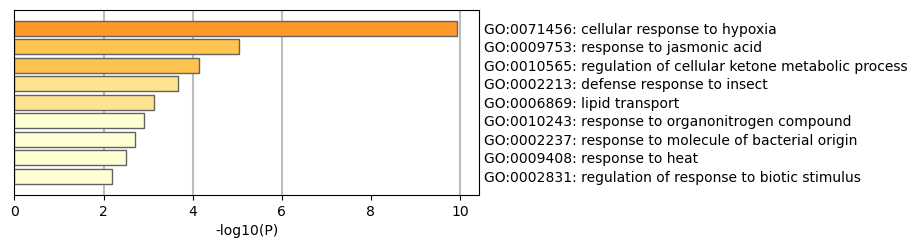 GO:0071456: cellular response to hypoxia
GO:0009753: response to jasmonic acid
GO:0010565: regulation of cellular ketone metabolic process
GO:0002213: defense response to insect
GO:0006869: lipid transport
GO:0010243: response to organonitrogen compound
GO:0002237: response to molecule of bacterial origin
GO:0009408: response to heat
GO:0002831: regulation of response to biotic stimulus
0 2 4 6 8 10
-log10(P)